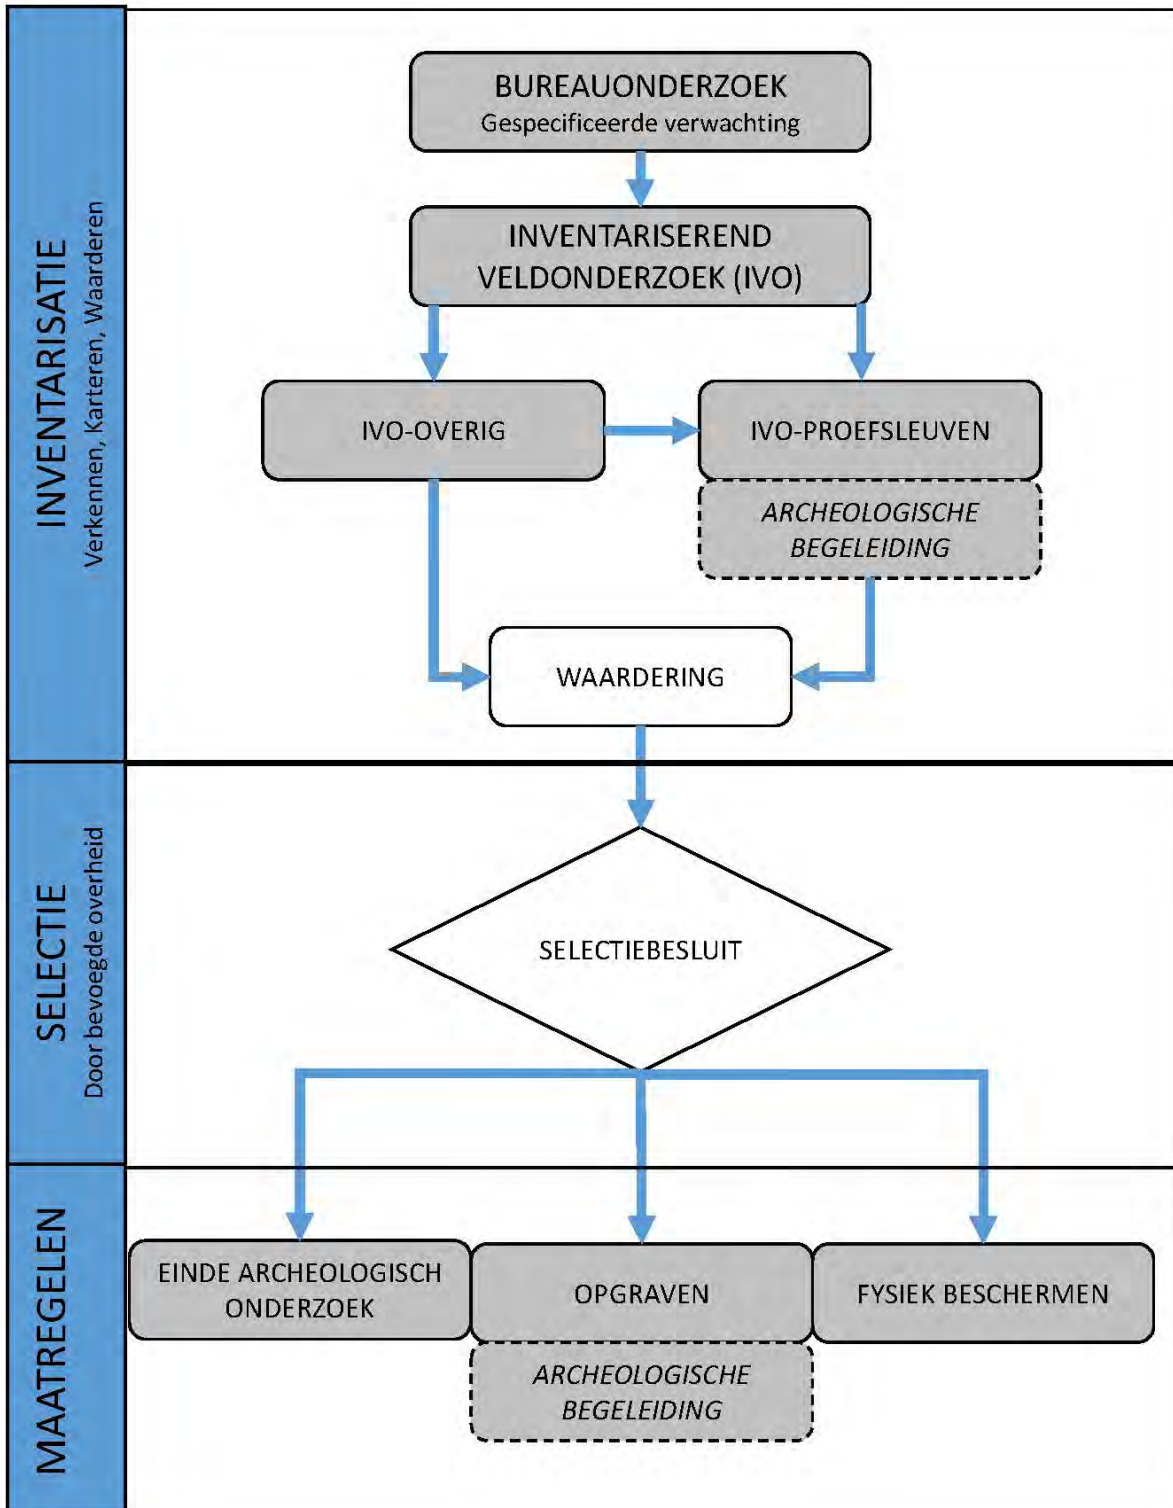 INVENTARISATIE
Verkennen, Karteren, Waarderen
BUREAUONDERZOEK
Gespecificeerde verwachting
INVENTARISEREND
VELDONDERZOEK (IVO)
IVO-OVERIG
IVO-PROEFSLEUVEN
ARCHEOLOGISCHE
BEGELEIDING
WAARDERING
SELECTIE
Door bevoegde overheid
SELECTIEBESLUIT
MAATREGELEN
EINDE ARCHEOLOGISCH
ONDERZOEK
OPGRAVEN
ARCHEOLOGISCHE
BEGELEIDING
FYSIEK BESCHERMEN